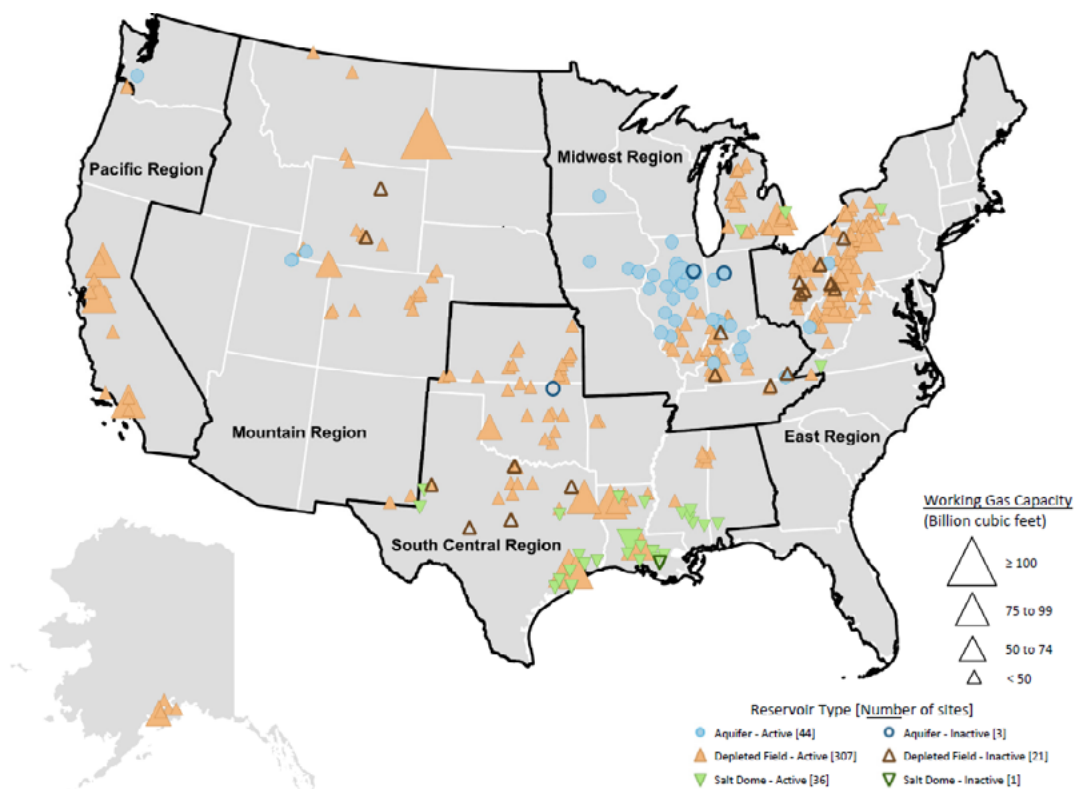 Pacific Region
Midwest Region
Mountain Region
East Region
South Central Region
Working Gas Capacity
(Billion cubic feet)
≥ 100
75 to 99
50 to 74
< 50
Reservoir Type [Number of sites]
Aquifer - Active [44]
Aquifer - Inactive [3]
Depleted Field - Active [307]
Depleted Field - Inactive [21]
Salt Dome - Active [36]
Salt Dome - Inactive [1]